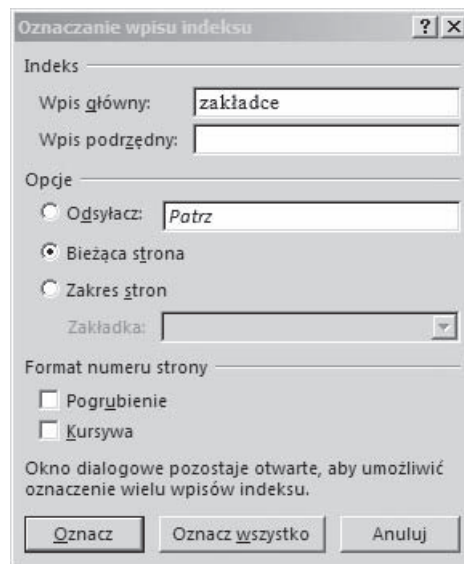 Oznaczanie wpisu indeksu ? X
Indeks
Wpis główny: zakładce
Wpis podrzędny:
Opcje
Odsyłacz: Patrz
Bieżąca strona
Zakres stron
Zakładka:
Format numeru strony
Pogrubienie
Kursywa
Okno dialogowe pozostaje otwarte, aby umożliwić
oznaczenie wielu wpisów indeksu.
Oznacz Oznacz wszystko Anuluj